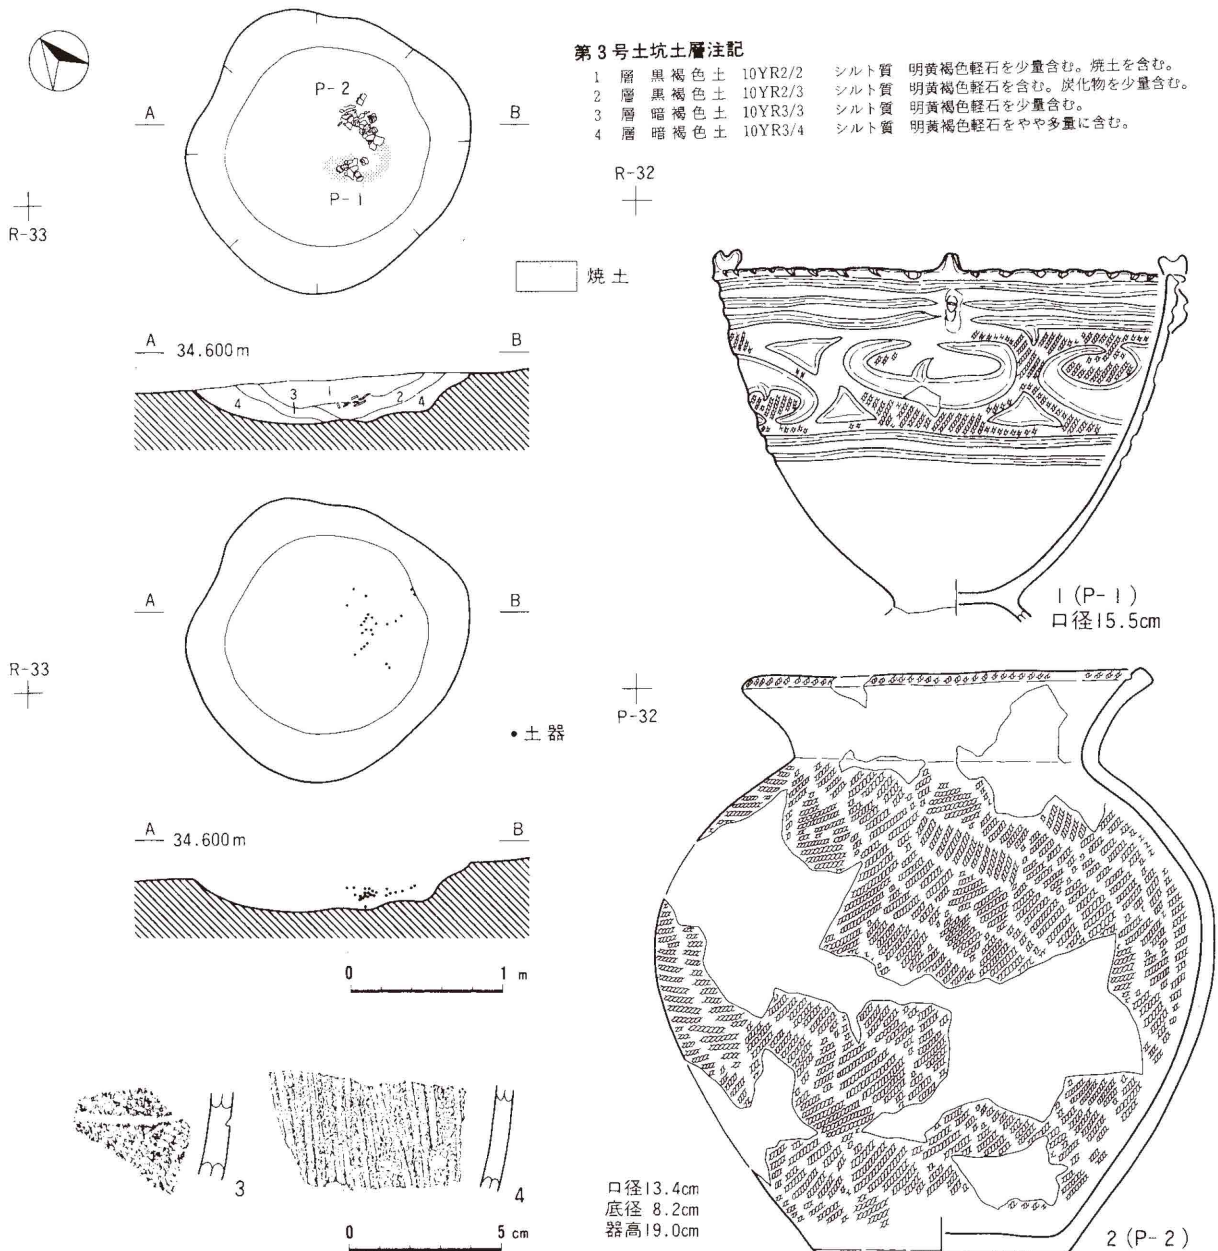 第3号土坑土層注記
1 層 黒褐色土 10YR2/2 シルト質 明黄褐色軽石を少量含む。焼土を含む。
2 層 黒褐色土 10YR2/3 シルト質 明黄褐色軽石を含む。炭化物を少量含む。
3 層 暗褐色土 10YR3/3 シルト質 明黄褐色軽石を少量含む。
4 層 暗褐色土 10YR3/4 シルト質 明黄褐色軽石をやや多量に含む。
P-2
A
B
P-1
R-33
R-32
焼土
A 34.600m
B
4
3
1
2
4
A
B
R-33
P-32
•土器
A 34.600m
B
0 1 m
1(P-1)
口径15.5cm
3
4
0 5 cm
口径13.4cm
底径 8.2cm
器高19.0cm
2(P-2)